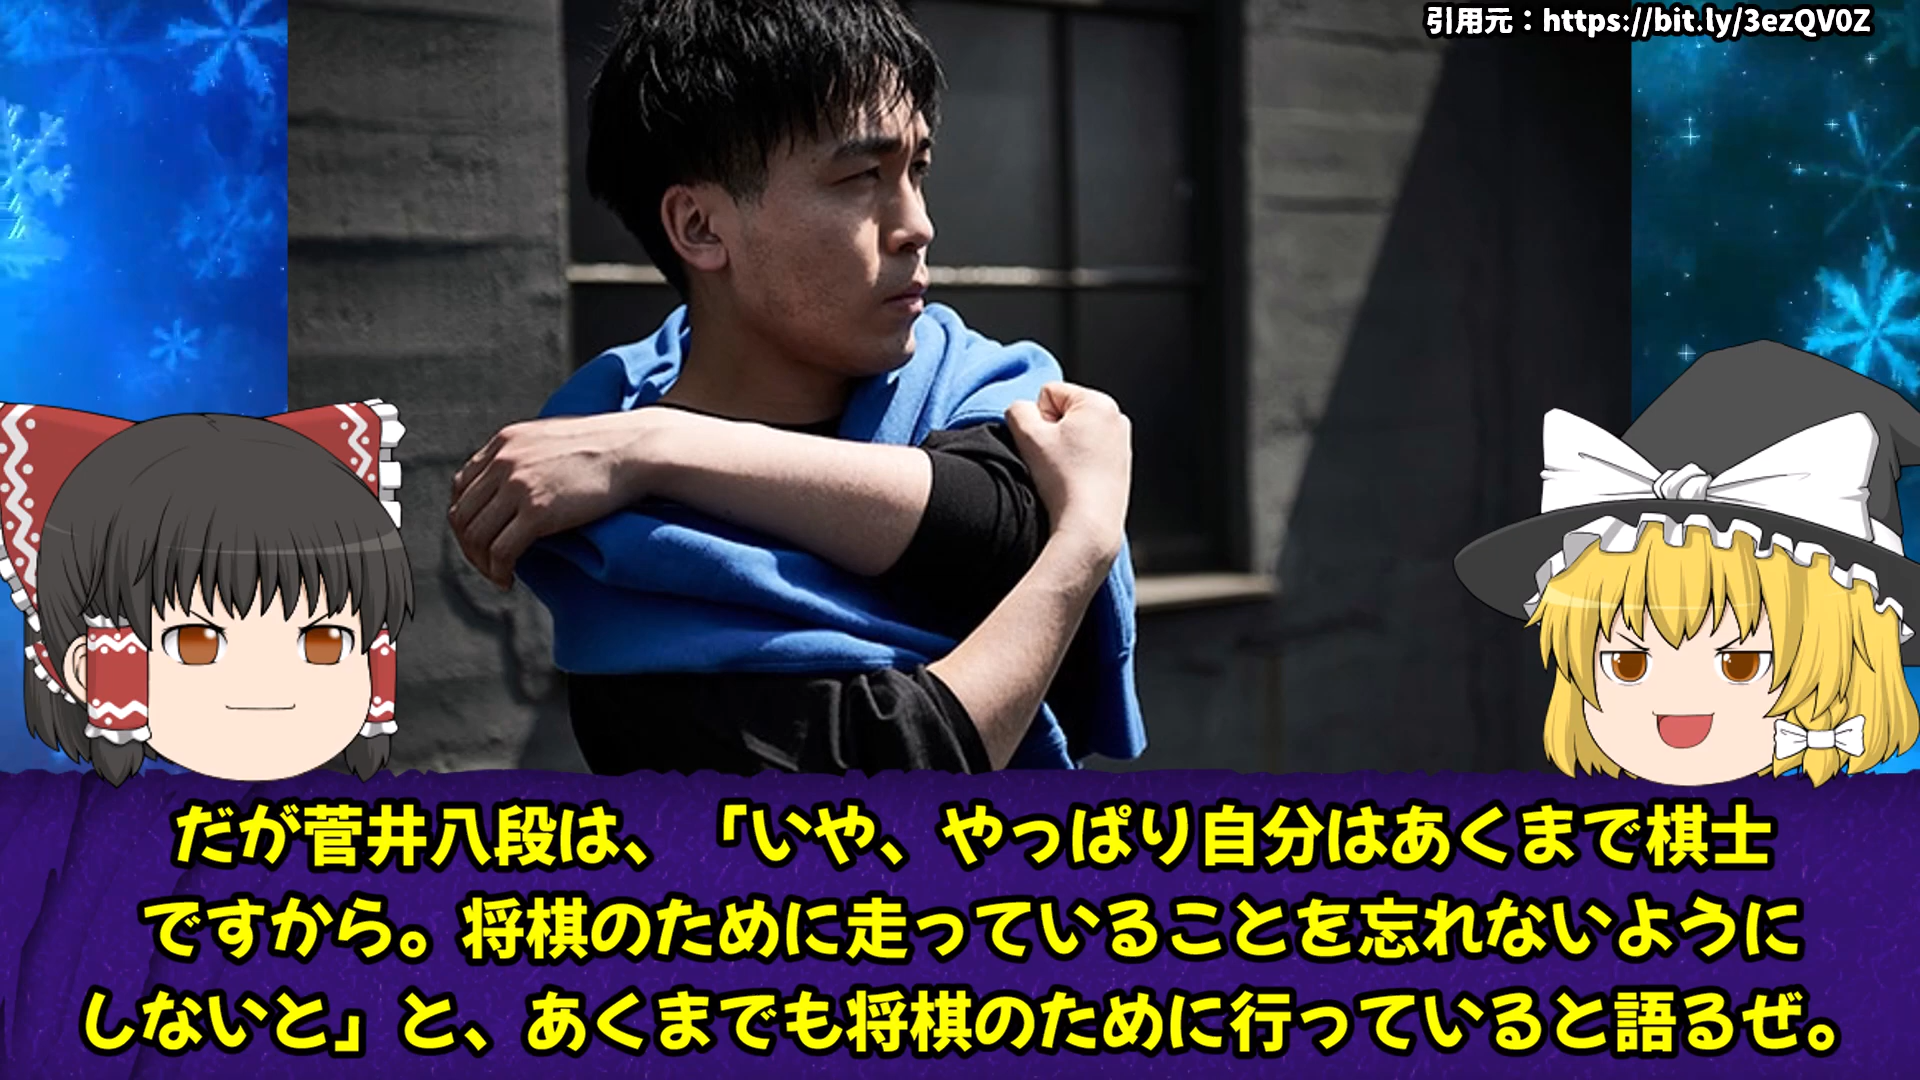 引用元：https://bit.ly/3ezQV0Z
だが菅井八段は、「いや、やっぱり自分はあくまで棋士
ですから。将棋のために走っていることを忘れないように
しないと」と、あくまでも将棋のために行っていると語るぜ。